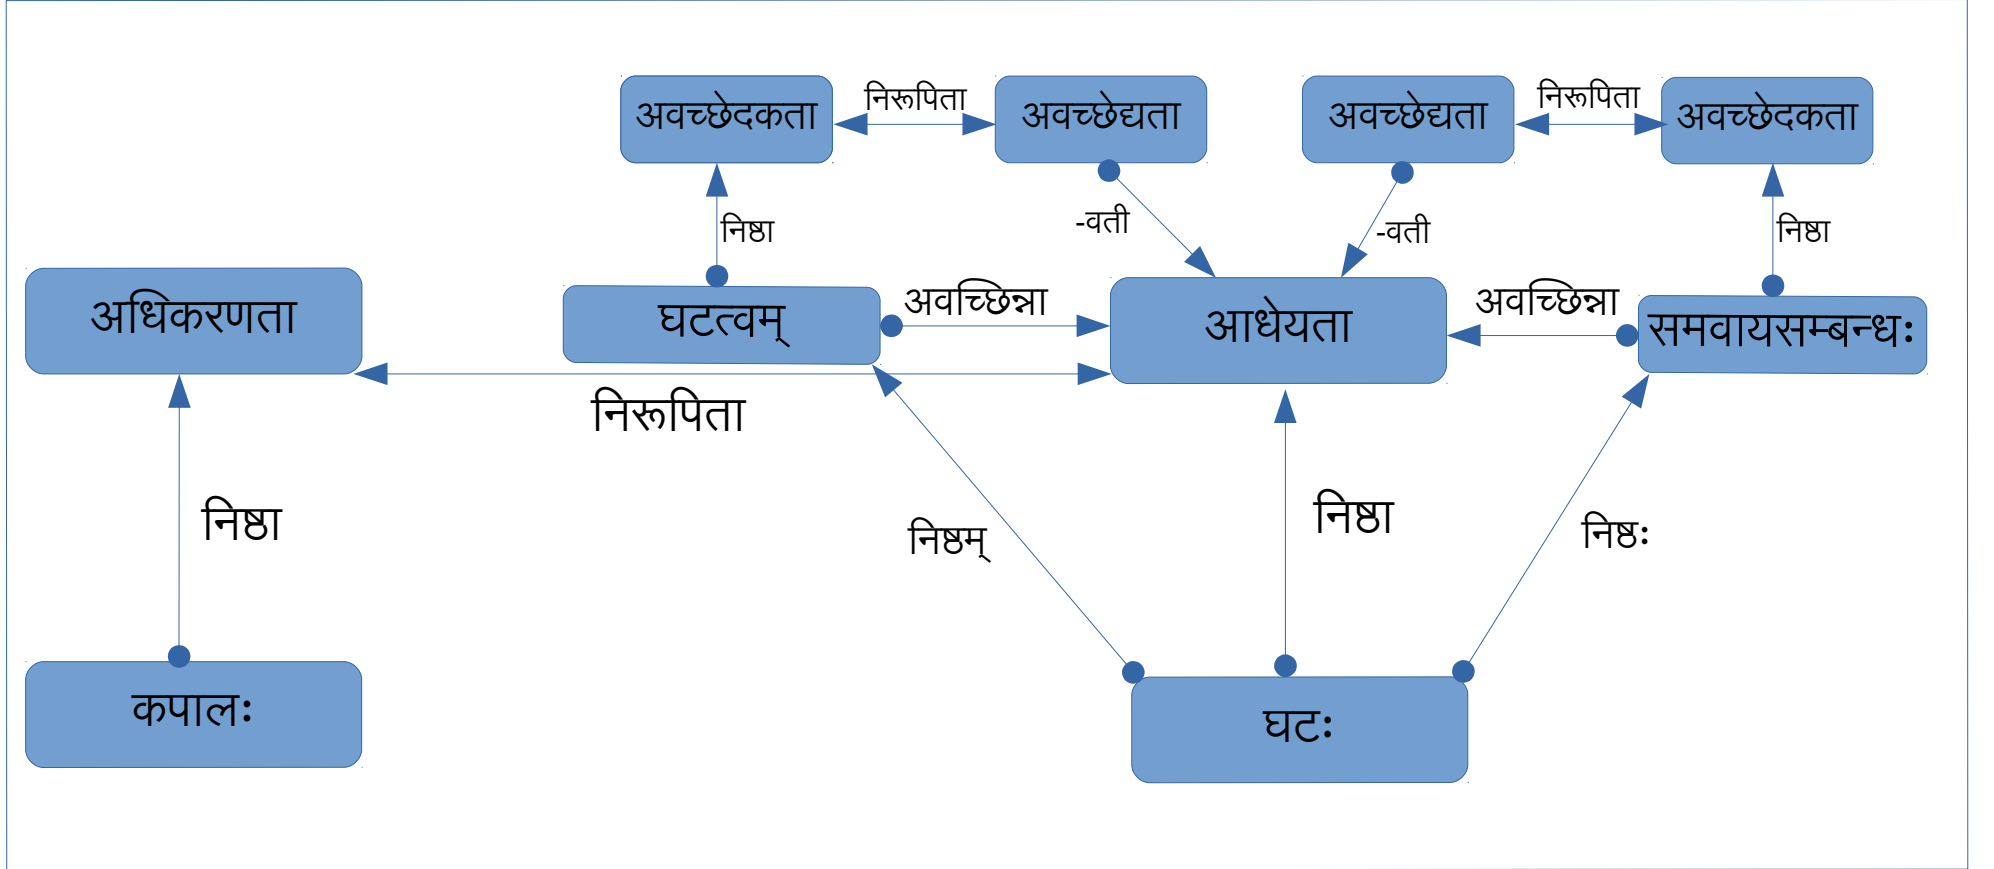 अवच्छेदकता
निरूपिता
अवच्छेद्यता
अवच्छेद्यता
निरूपिता
अवच्छेदकता
निष्ठा
-वती
-वती
निष्ठा
अधिकरणता
घटत्वम्
अवच्छिन्ना
आधेयता
अवच्छिन्ना
समवायसम्बन्धः
निरूपिता
निष्ठा
निष्ठम्
निष्ठा
निष्ठः
कपालः
घटः